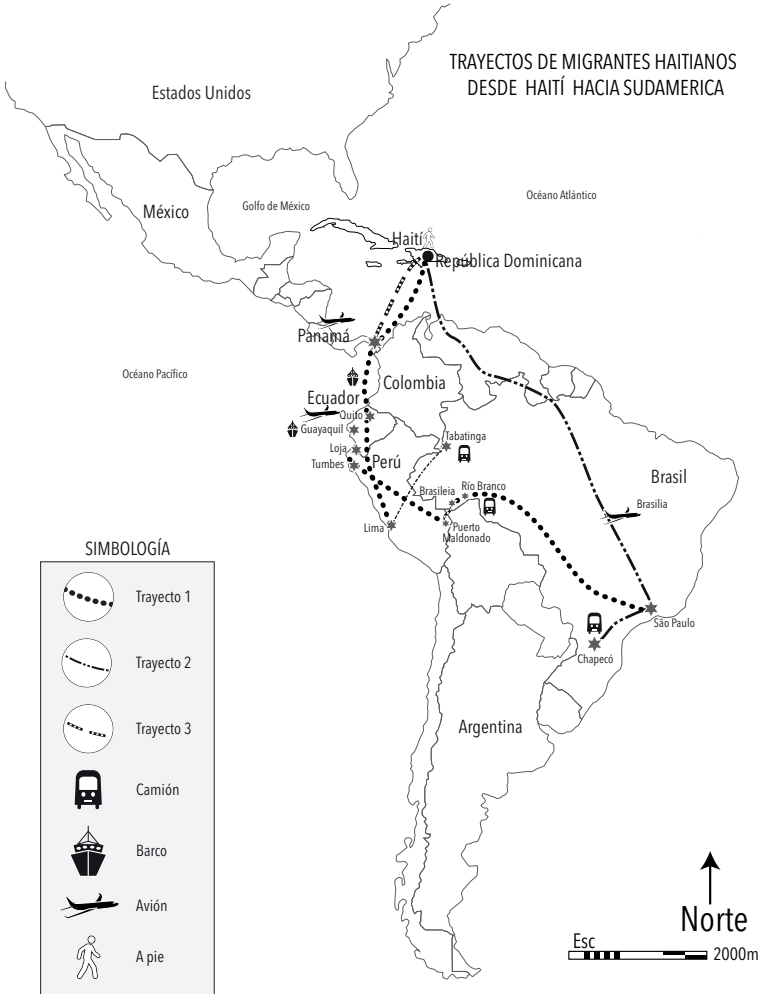 TRAYECTOS DE MIGRANTES HAITIANOS
DESDE HAITÍ HACIA SUDAMERICA
Estados Unidos
Océano Atlántico
México
Golfo de México
Haití
República Dominicana
Panamá
Océano Pacífico
Colombia
Ecuador
Quito
Guayaquil
Tabatinga
Loja
Perú
Tumbes
Brasil
Brasileia
Río Branco
Brasilia
Lima
Puerto
Maldonado
São Paulo
Chapecó
Argentina
SIMBOLOGÍA
Trayecto 1
Trayecto 2
Trayecto 3
Camión
Barco
Avión
A pie
Norte
Esc
2000m